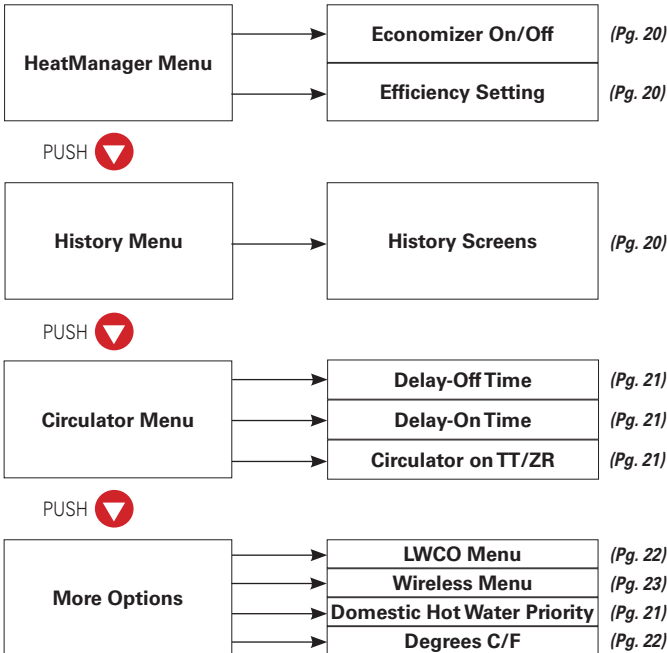 HeatManager Menu
Economizer On/Off (Pg. 20)
Efficiency Setting (Pg. 20)
PUSH
History Menu
History Screens (Pg. 20)
PUSH
Circulator Menu
Delay-Off Time (Pg. 21)
Delay-On Time (Pg. 21)
Circulator on TT/ZR (Pg. 21)
PUSH
More Options
LWCO Menu (Pg. 22)
Wireless Menu (Pg. 23)
Domestic Hot Water Priority (Pg. 21)
Degrees C/F (Pg. 22)